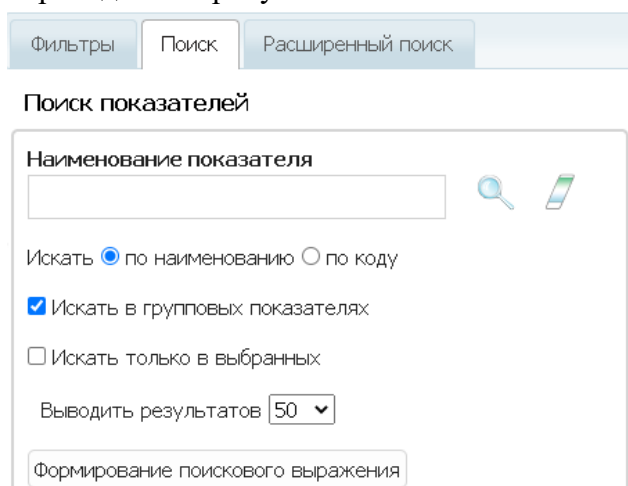 Фильтры Поиск Расширенный поиск
Поиск показателей
Наименование показателя
Искать по наименованию по коду
Искать в групповых показателях
Искать только в выбранных
Выводить результатов 50
Формирование поискового выражения